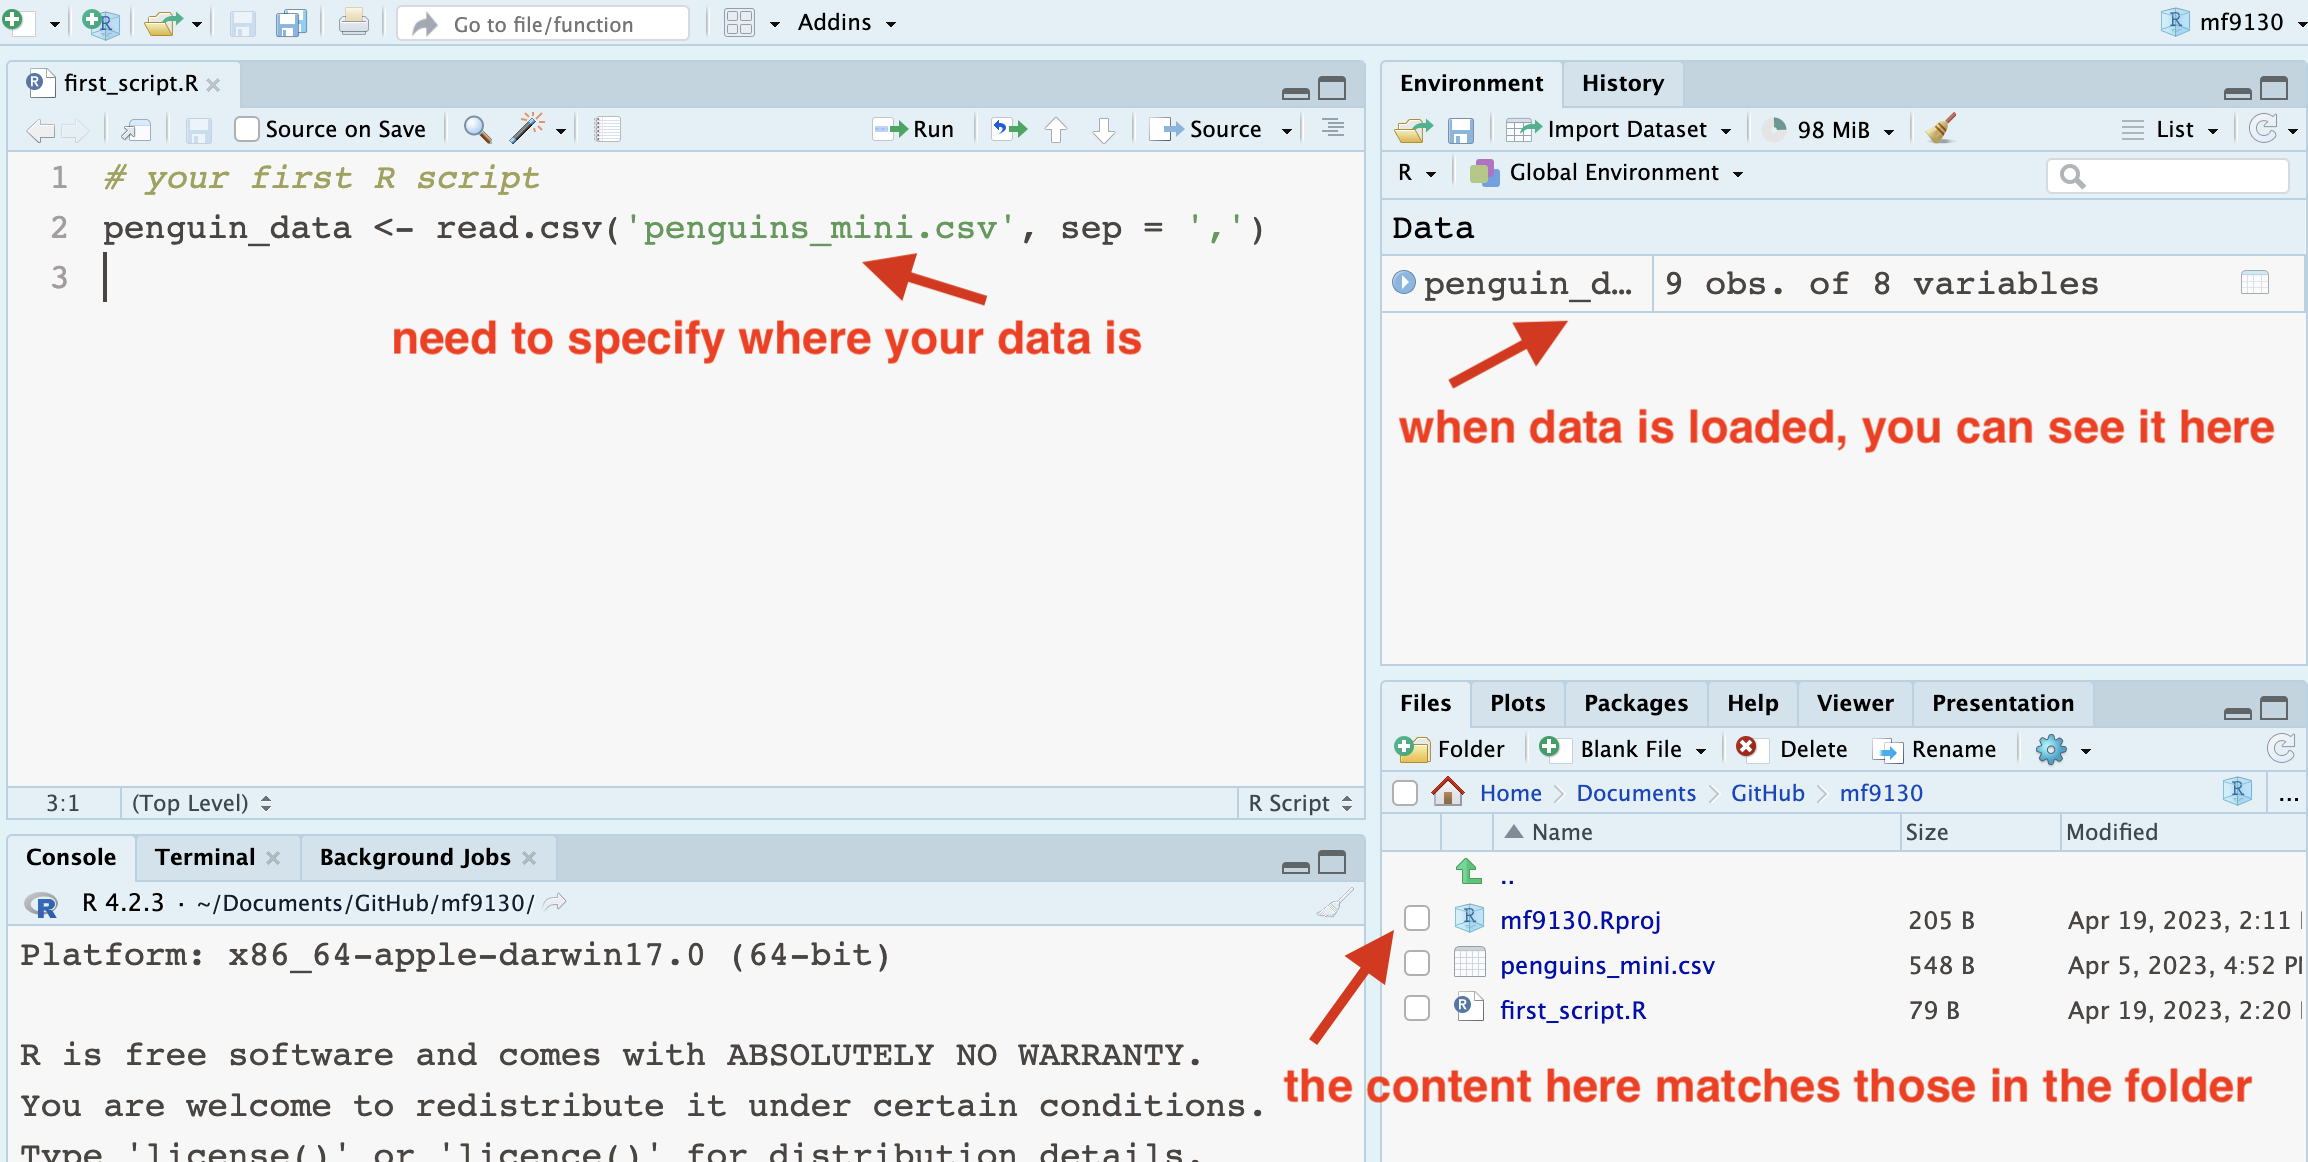 Go to file/function
Addins
mf9130
first_script.R
Source on Save
Run
Source
1 # your first R script
2 penguin_data <- read.csv('penguins_mini.csv', sep = ',')
3
need to specify where your data is
3:1
(Top Level)
R Script
Environment
History
Import Dataset
98 MiB
List
R
Global Environment
Data
penguin_d... 9 obs. of 8 variables
when data is loaded, you can see it here
Console
Terminal
Background Jobs
R 4.2.3 · ~/Documents/GitHub/mf9130/
Platform: x86_64-apple-darwin17.0 (64-bit)
R is free software and comes with ABSOLUTELY NO WARRANTY.
You are welcome to redistribute it under certain conditions.
Type 'license()' or 'licence()' for distribution details.
Files
Plots
Packages
Help
Viewer
Presentation
Folder
Blank File
Delete
Rename
Home > Documents > GitHub > mf9130
...
Name Size Modified
..
mf9130.Rproj 205 B Apr 19, 2023, 2:11
penguins_mini.csv 548 B Apr 5, 2023, 4:52
first_script.R 79 B Apr 19, 2023, 2:20
the content here matches those in the folder